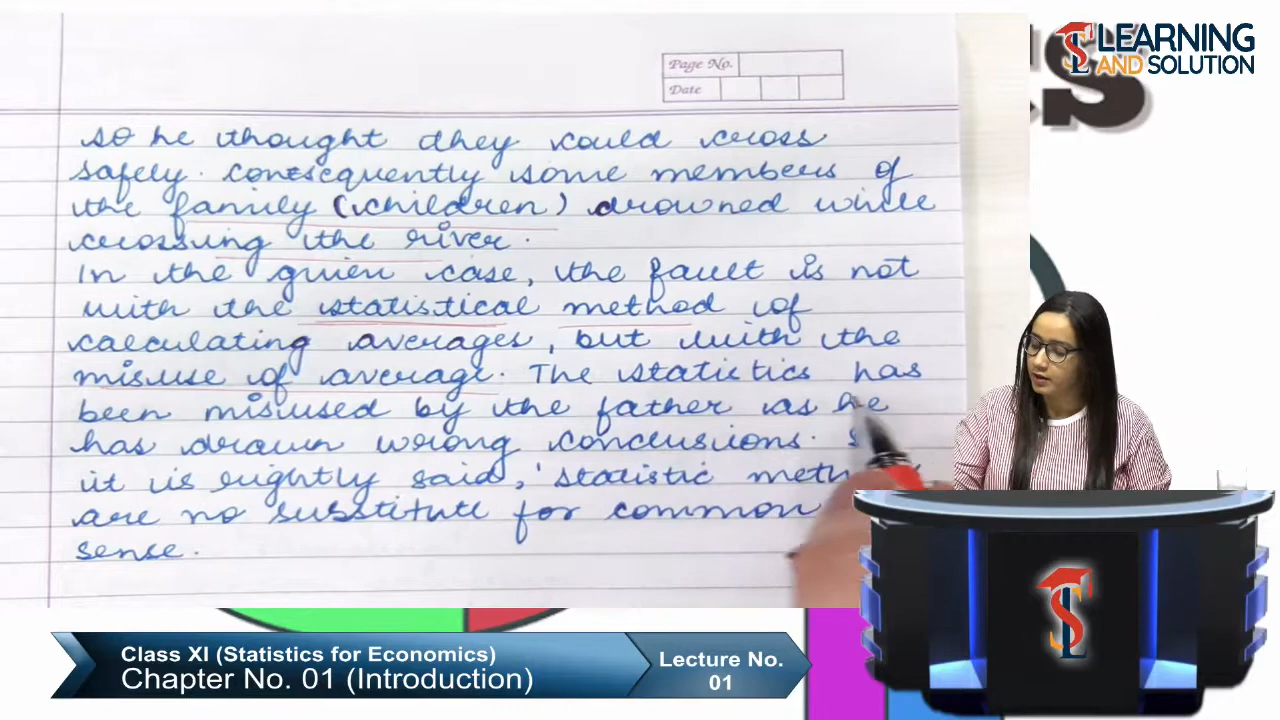 LEARNING
AND SOLUTION
Page No.
Date
so he thought they could cross
safely. consequently some members of
the family (children) drowned while
crossing the river.
In the given case, the fault is not
with the statistical method of
calculating averages, but with the
misuse of average. The statistics has
been misused by the father as he
has drawn wrong conclusions.
it is rightly said, 'statistic
are no substitute for common
sense.
Class XI (Statistics for Economics)
Chapter No. 01 (Introduction)
Lecture No.
01